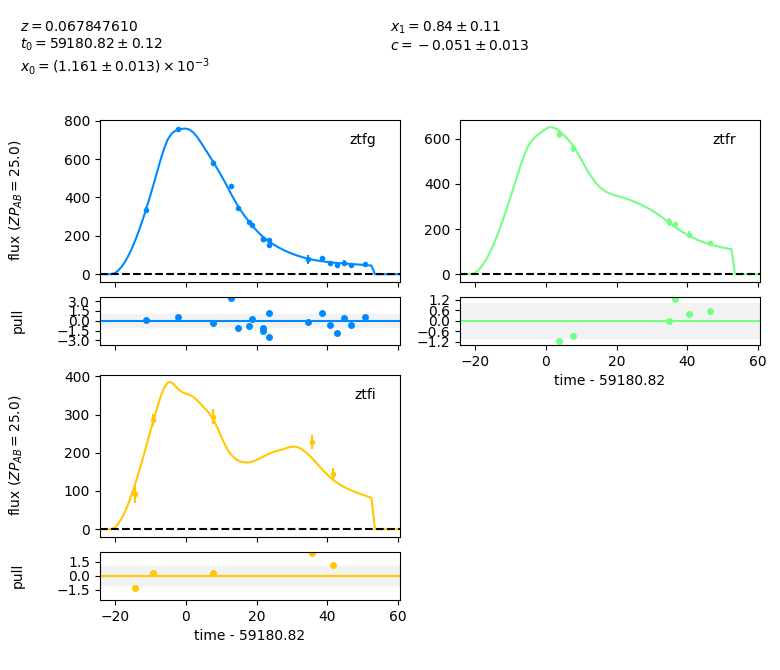 z = 0.067847610
t₀ = 59180.82 ± 0.12
x₀ = (1.161 ± 0.013) × 10⁻³
x₁ = 0.84 ± 0.11
c = −0.051 ± 0.013
flux (ZP_AB = 25.0)
800
600
400
200
0
ztfg
600
400
200
0
ztfr
pull
3.0
1.5
0.0
−1.5
−3.0
1.2
0.6
0.0
−0.6
−1.2
−20 0 20 40 60
time - 59180.82
flux (ZP_AB = 25.0)
400
300
200
100
0
ztfi
pull
1.5
0.0
−1.5
−20 0 20 40 60
time - 59180.82